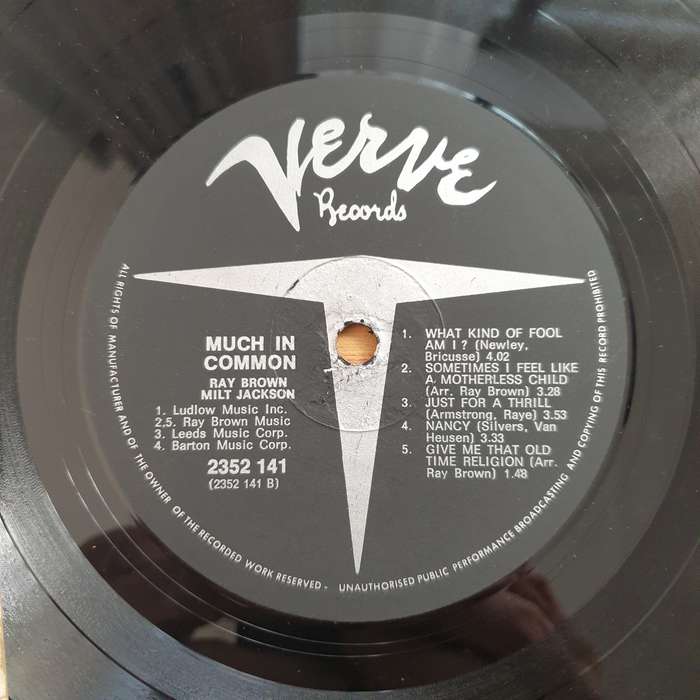 Verve
Records
MUCH IN
COMMON
RAY BROWN
MILT JACKSON
1. Ludlow Music Inc.
2,5. Ray Brown Music
3. Leeds Music Corp.
4. Barton Music Corp.
2352 141
(2352 141 B)
1. WHAT KIND OF FOOL
AM I? (Newley,
Bricusse) 4.02
2. SOMETIMES I FEEL LIKE
A MOTHERLESS CHILD
(Arr. Ray Brown) 3.28
3. JUST FOR A THRILL
(Armstrong, Raye) 3.53
4. NANCY (Silvers, Van
Heusen) 3.33
5. GIVE ME THAT OLD
TIME RELIGION (Arr.
Ray Brown) 1.48
ALL RIGHTS OF MANUFACTURER AND OF THE OWNER OF THE RECORDED WORK RESERVED - UNAUTHORISED PUBLIC PERFORMANCE BROADCASTING AND COPYING OF THIS RECORD PROHIBITED